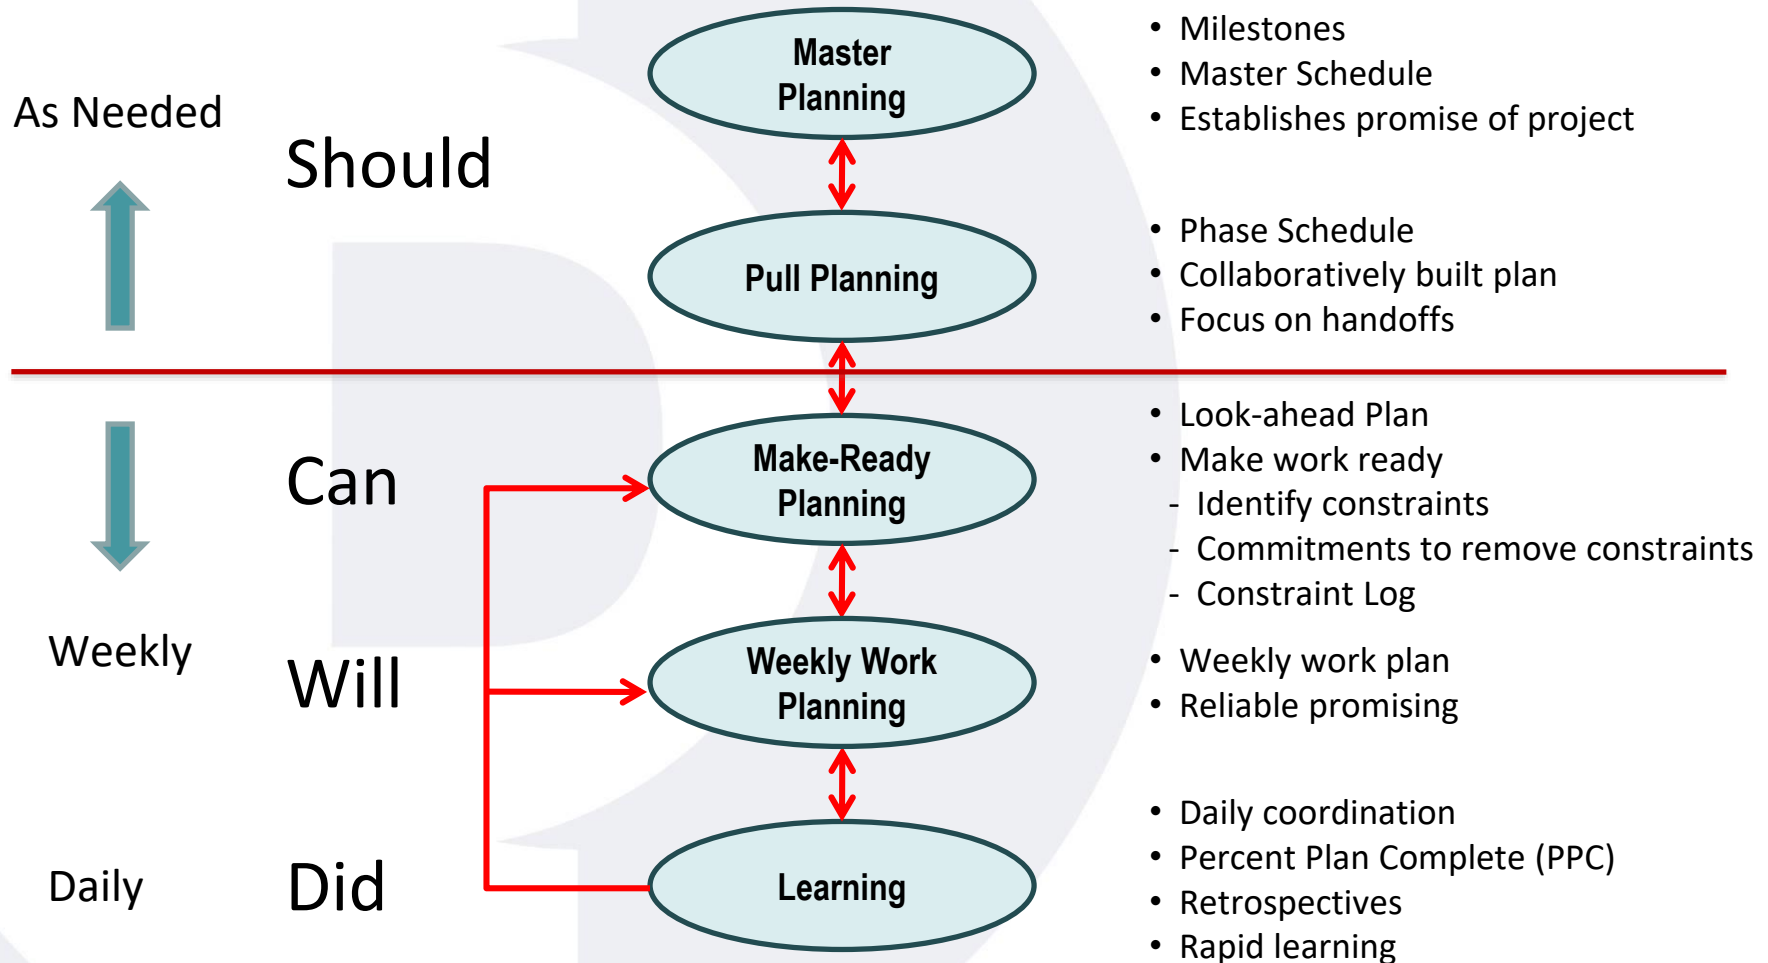 Master
Planning
• Milestones
• Master Schedule
• Establishes promise of project
As Needed
Should
Pull Planning
• Phase Schedule
• Collaboratively built plan
• Focus on handoffs
Can
Make-Ready
Planning
• Look-ahead Plan
• Make work ready
- Identify constraints
- Commitments to remove constraints
- Constraint Log
Weekly
Will
Weekly Work
Planning
• Weekly work plan
• Reliable promising
Daily
Did
Learning
• Daily coordination
• Percent Plan Complete (PPC)
• Retrospectives
• Rapid learning